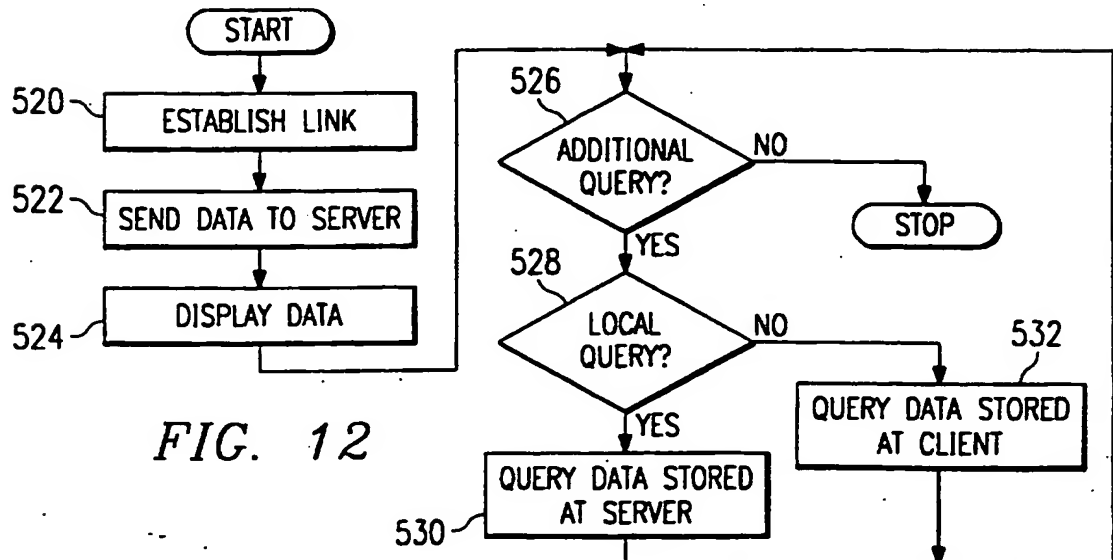 START
520
ESTABLISH LINK
522
SEND DATA TO SERVER
524
DISPLAY DATA
526
ADDITIONAL
QUERY?
NO
STOP
YES
528
LOCAL
QUERY?
NO
532
QUERY DATA STORED
AT CLIENT
YES
QUERY DATA STORED
AT SERVER
530
FIG. 12